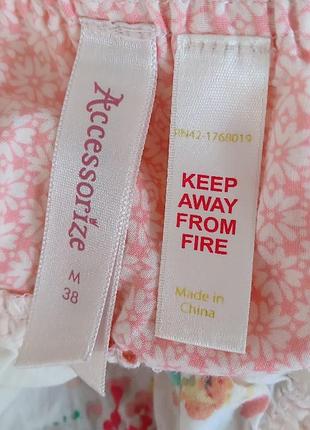 Accessorize
M
38
RN42-1768019
KEEP
AWAY
FROM
FIRE
Made in
China